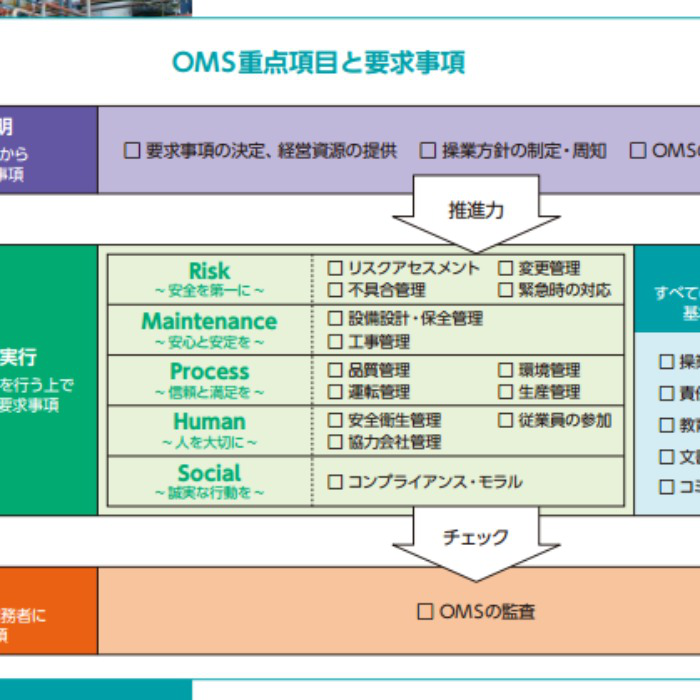 OMS重点項目と要求事項
明
から
事項
□ 要求事項の決定、経営資源の提供 □ 操業方針の制定・周知 □ OMS
推進力
実行
を行う上で
要求事項
Risk
~安全を第一に~
□ リスクアセスメント □ 変更管理
□ 不具合管理 □ 緊急時の対応
Maintenance
~安心と安定を~
□ 設備設計・保全管理
□ 工事管理
Process
~信頼と満足を~
□ 品質管理 □ 環境管理
□ 運転管理 □ 生産管理
Human
~人を大切に~
□ 安全衛生管理 □ 従業員の参加
□ 協力会社管理
Social
~誠実な行動を~
□ コンプライアンス・モラル
すべて
基
□ 操業
□ 責
□ 教育
□ 文
□ コミ
チェック
務者に
項
□ OMSの監査